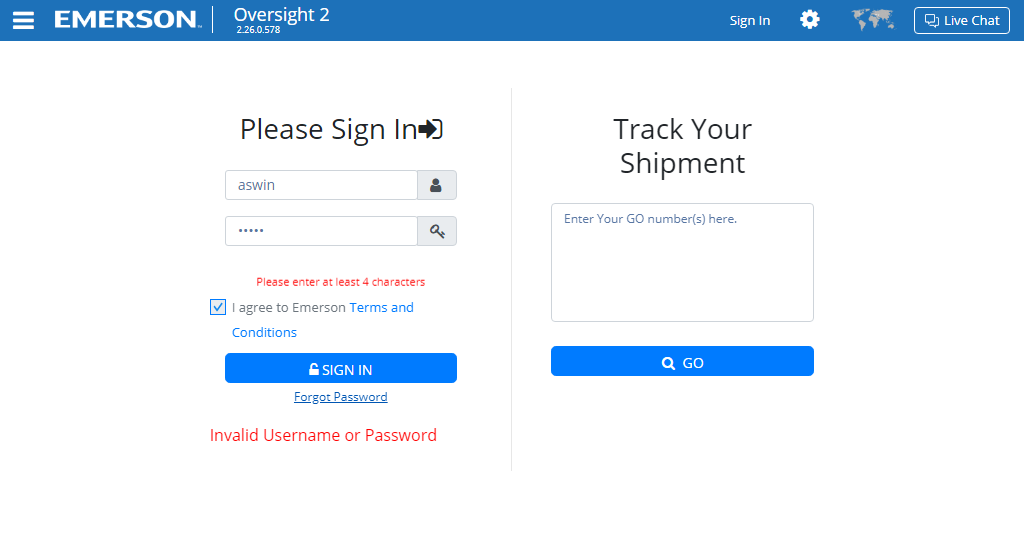 EMERSON
Oversight 2
2.26.0.578
Sign In
Live Chat
Please Sign In
aswin
•••••
Please enter at least 4 characters
I agree to Emerson Terms and
Conditions
SIGN IN
Forgot Password
Invalid Username or Password
Track Your
Shipment
Enter Your GO number(s) here.
GO